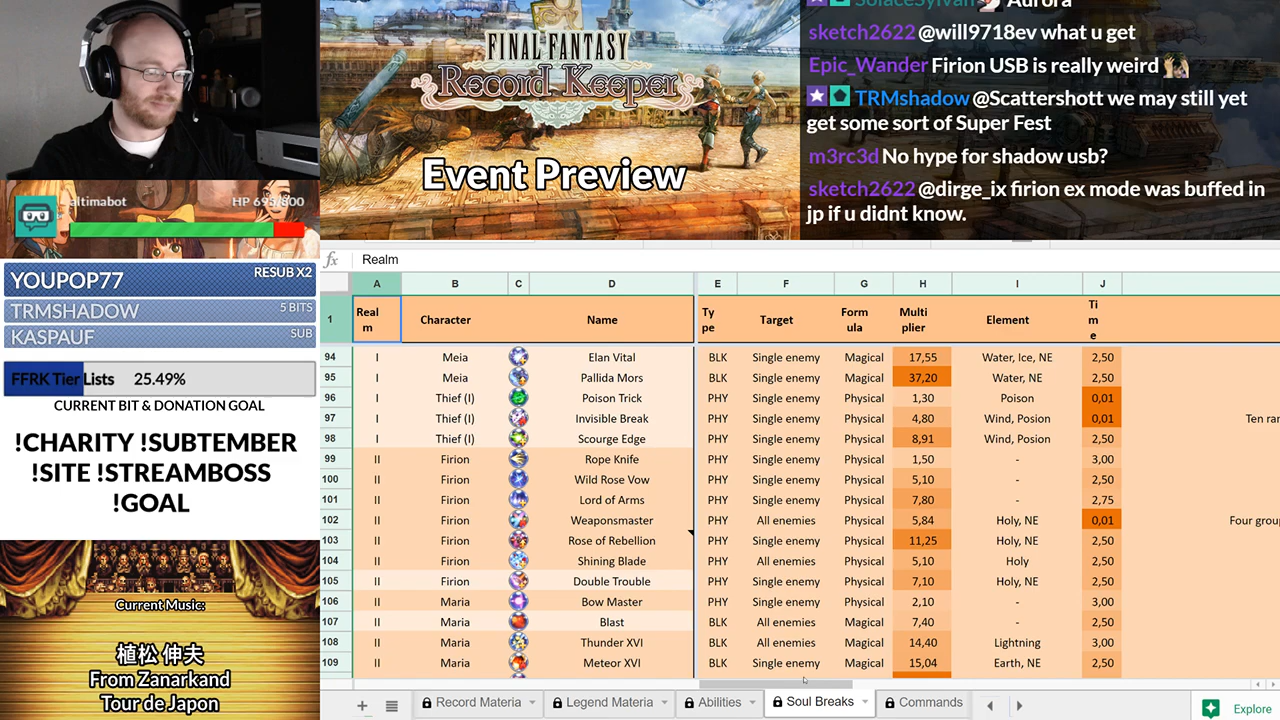 altimabot HP 695/800
YOUPOP77 RESUB X2
TRMSHADOW 5 BITS
KASPAUF SUB
FFRK Tier Lists 25.49%
CURRENT BIT & DONATION GOAL
!CHARITY !SUBTEMBER
!SITE !STREAMBOSS
!GOAL
Current Music:
植松 伸夫
From Zanarkand
Tour de Japon
FINAL FANTASY
Record Keeper
Event Preview
SolaceSylvan Aurora
sketch2622 @will9718ev what u get
Epic_Wander Firion USB is really weird
TRMshadow @Scattershott we may still yet
get some sort of Super Fest
m3rc3d No hype for shadow usb?
sketch2622 @dirge_ix firion ex mode was buffed in
jp if u didnt know.
fx Realm
A B C D E F G H I J
1 Realm Character Name Type Target Formula Multiplier Element Time
94 I Meia Elan Vital BLK Single enemy Magical 17,55 Water, Ice, NE 2,50
95 I Meia Pallida Mors BLK Single enemy Magical 37,20 Water, NE 2,50
96 I Thief (I) Poison Trick PHY Single enemy Physical 1,30 Poison 0,01
97 I Thief (I) Invisible Break PHY Single enemy Physical 4,80 Wind, Posion 0,01 Ten ran
98 I Thief (I) Scourge Edge PHY Single enemy Physical 8,91 Wind, Posion 2,50
99 II Firion Rope Knife PHY Single enemy Physical 1,50 - 3,00
100 II Firion Wild Rose Vow PHY Single enemy Physical 5,10 - 2,50
101 II Firion Lord of Arms PHY Single enemy Physical 7,80 - 2,75
102 II Firion Weaponsmaster PHY All enemies Physical 5,84 Holy, NE 0,01 Four grou
103 II Firion Rose of Rebellion PHY Single enemy Physical 11,25 Holy, NE 2,50
104 II Firion Shining Blade PHY All enemies Physical 5,10 Holy 2,50
105 II Firion Double Trouble PHY Single enemy Physical 7,10 Holy, NE 2,50
106 II Maria Bow Master PHY Single enemy Physical 2,10 - 3,00
107 II Maria Blast BLK All enemies Magical 7,40 - 2,50
108 II Maria Thunder XVI BLK All enemies Magical 14,40 Lightning 3,00
109 II Maria Meteor XVI BLK Single enemy Magical 15,04 Earth, NE 2,50
+ Record Materia Legend Materia Abilities Soul Breaks Commands Explore